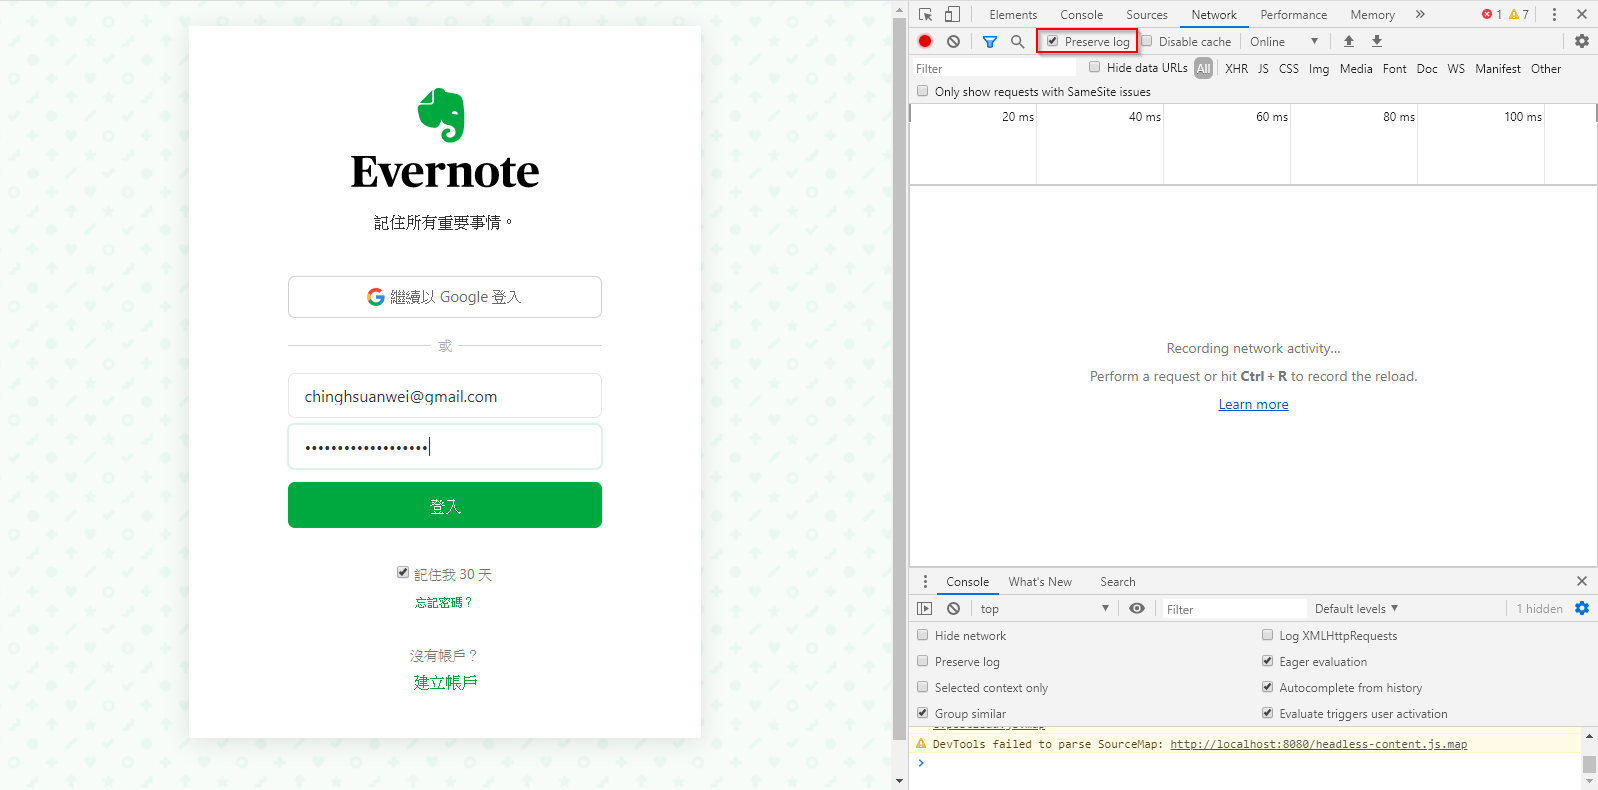 Evernote
記住所有重要事情。
繼續以 Google 登入
或
chinghsuanwei@gmail.com
•••••••••••••••••••
登入
記住我 30 天
忘記密碼？
沒有帳戶？
建立帳戶
Elements Console Sources Network Performance Memory » 1 7
Preserve log Disable cache Online
Filter Hide data URLs All XHR JS CSS Img Media Font Doc WS Manifest Other
Only show requests with SameSite issues
20 ms 40 ms 60 ms 80 ms 100 ms
Recording network activity...
Perform a request or hit Ctrl + R to record the reload.
Learn more
Console What's New Search
top Filter Default levels 1 hidden
Hide network Log XMLHttpRequests
Preserve log Eager evaluation
Selected context only Autocomplete from history
Group similar Evaluate triggers user activation
DevTools failed to parse SourceMap: http://localhost:8080/headless-content.js.map